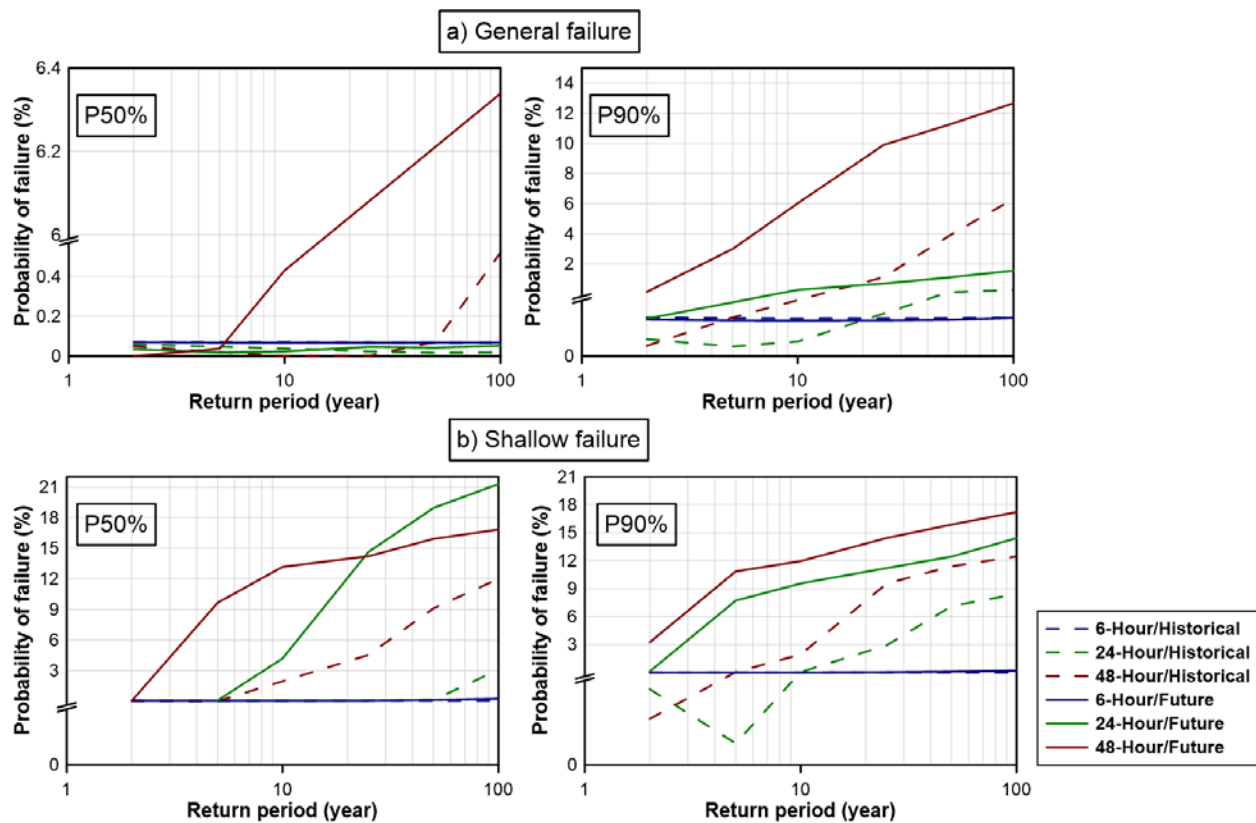 a) General failure
6.4
6.2
6
0.4
0.2
0
P50%
Probability of failure (%)
1
10
100
Return period (year)
14
12
10
8
6
4
2
0
P90%
Probability of failure (%)
1
10
100
Return period (year)
b) Shallow failure
21
18
15
12
9
6
3
0
P50%
Probability of failure (%)
1
10
100
Return period (year)
21
18
15
12
9
6
3
0
P90%
Probability of failure (%)
1
10
100
Return period (year)
6-Hour/Historical
24-Hour/Historical
48-Hour/Historical
6-Hour/Future
24-Hour/Future
48-Hour/Future